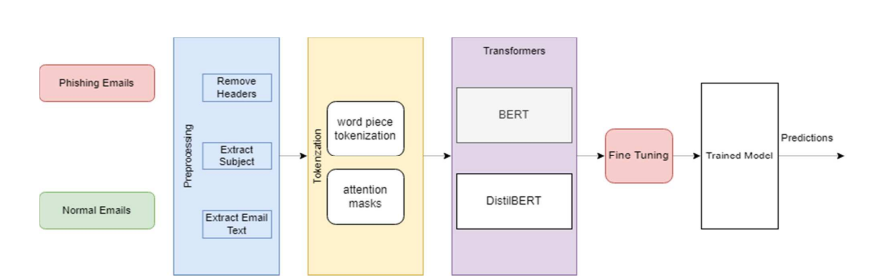 Phishing Emails
Normal Emails
Preprocessing
Remove
Headers
Extract
Subject
Extract Email
Text
Tokenization
word piece
tokenization
attention
masks
Transformers
BERT
DistilBERT
Fine Tuning
Trained Model
Predictions